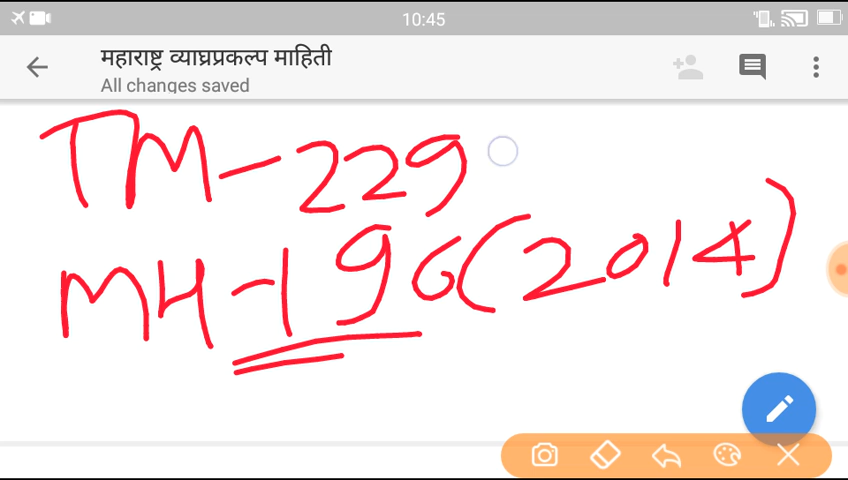 10:45
महाराष्ट्र व्याघ्रप्रकल्प माहिती
All changes saved
TM-229
MH-196(2014)